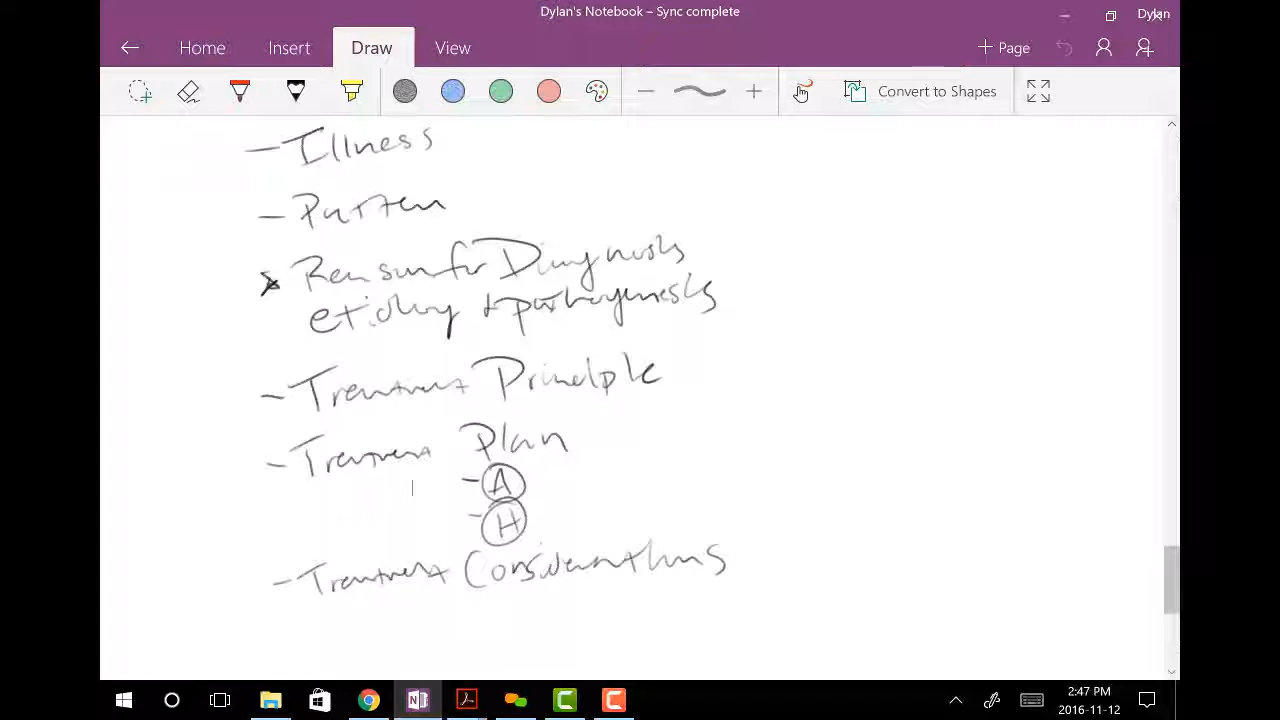 Dylan's Notebook – Sync complete
Dylan
Home Insert Draw View + Page
Convert to Shapes
- Illness
- Pattern
Reason for Diagnosis
etiology + pathogenesis
- Treatment Principle
- Treatment Plan
- A
- H
- Treatment Considerations
2:47 PM
2016-11-12